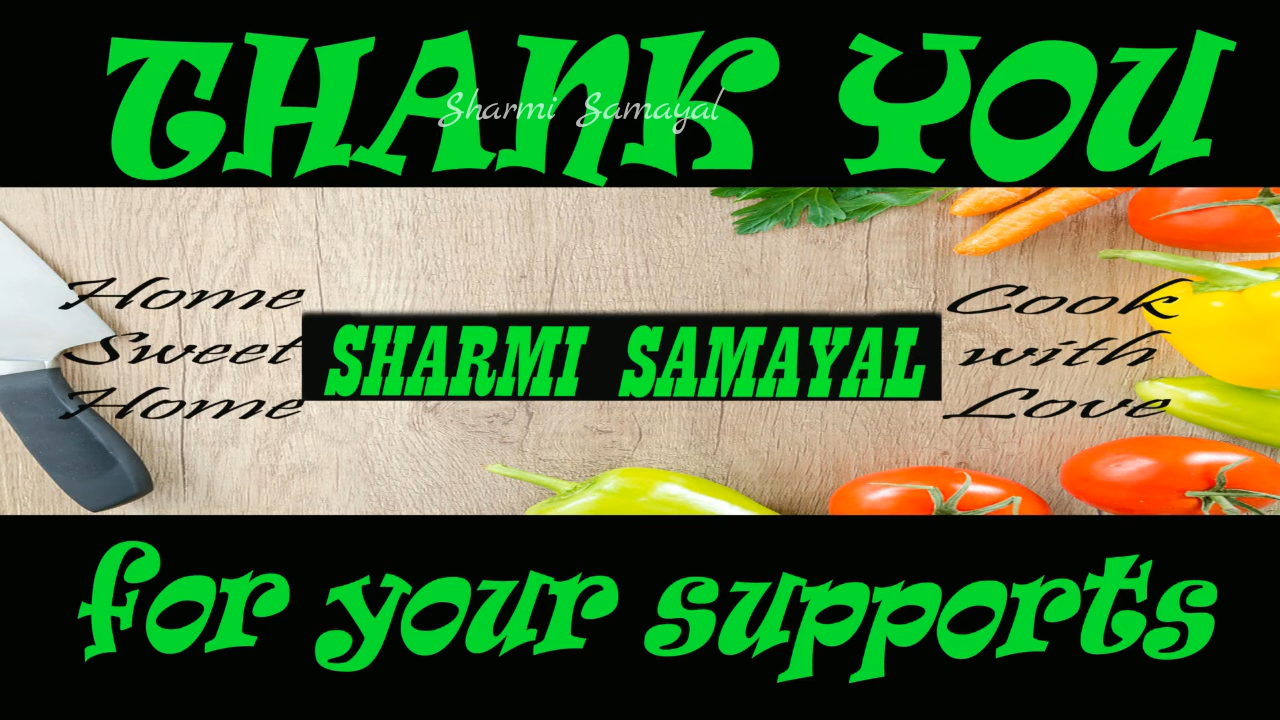 THANK YOU
Sharmi Samayal
Home
Sweet
Home
SHARMI SAMAYAL
Cook
with
Love
for your supports